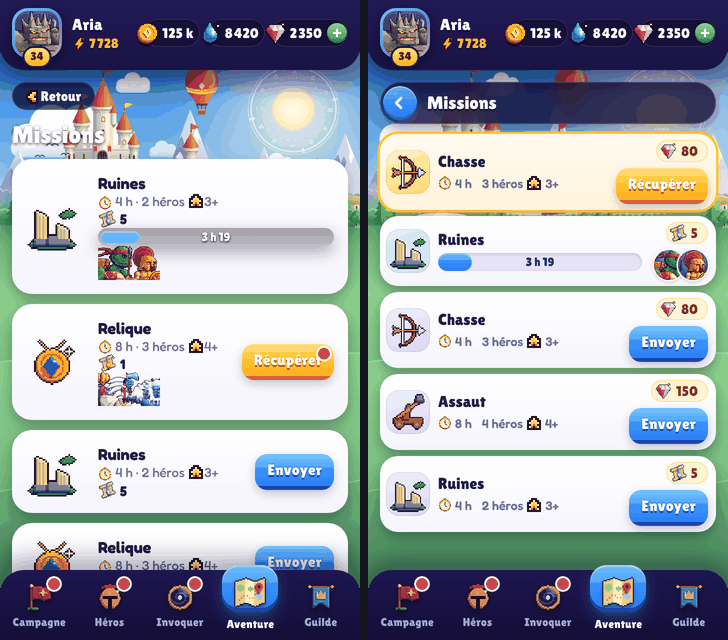 Aria
7728
34
125 k
8420
2350
Retour
Missions
Ruines
4 h · 2 héros 3+
5
3 h 19
Relique
8 h · 3 héros 4+
1
Récupérer
Ruines
4 h · 2 héros 3+
5
Envoyer
Relique
8 h · 3 héros 4+
Envoyer
Campagne
Héros
Invoquer
Aventure
Guilde
Aria
7728
34
125 k
8420
2350
Missions
80
Chasse
4 h 3 héros 3+
Récupérer
5
Ruines
3 h 19
80
Chasse
4 h 3 héros 3+
Envoyer
150
Assaut
8 h 4 héros 4+
Envoyer
5
Ruines
4 h 2 héros 3+
Envoyer
Campagne
Héros
Invoquer
Aventure
Guilde